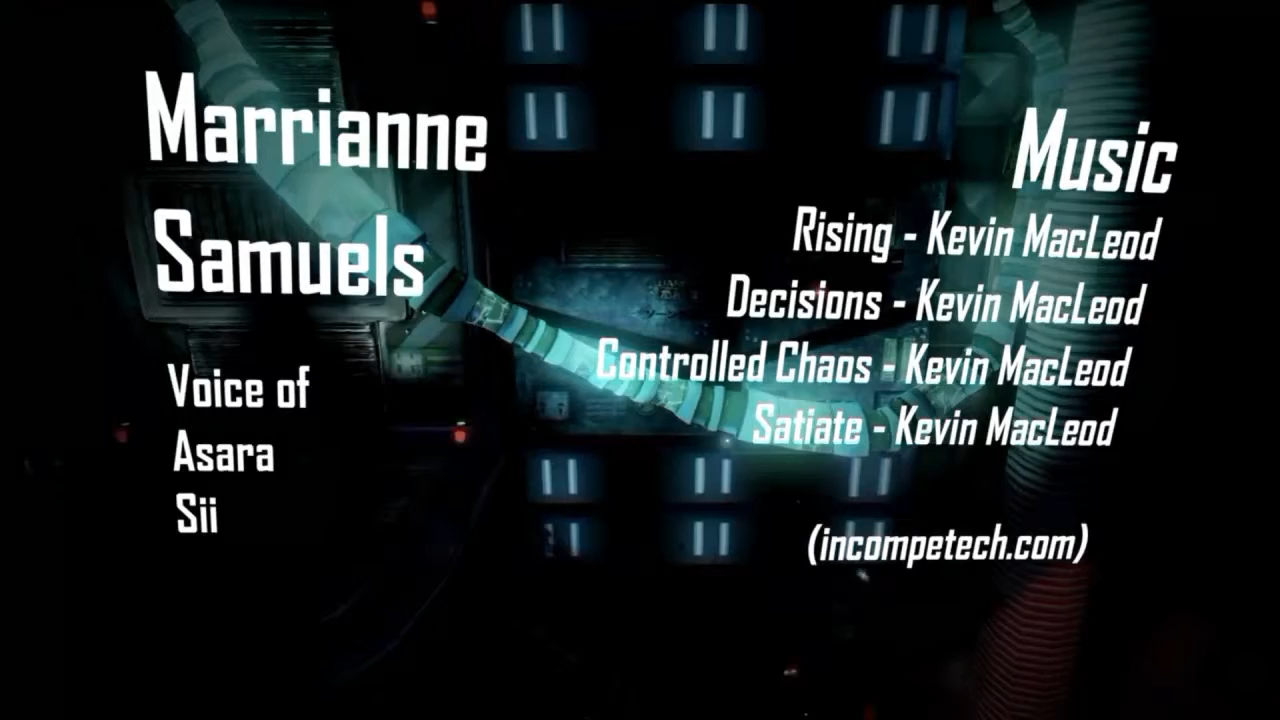 Marrianne
Samuels
Voice of
Asara
Sii
Music
Rising - Kevin MacLeod
Decisions - Kevin MacLeod
Controlled Chaos - Kevin MacLeod
Satiate - Kevin MacLeod
(incompetech.com)